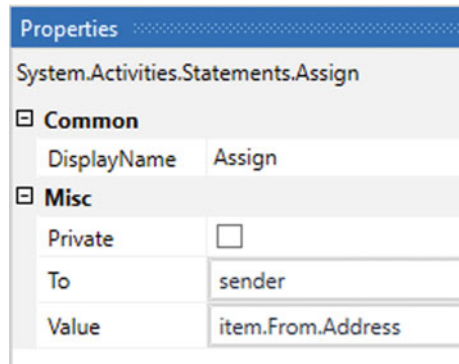 Properties
System.Activities.Statements.Assign
Common
DisplayName Assign
Misc
Private
To sender
Value item.From.Address